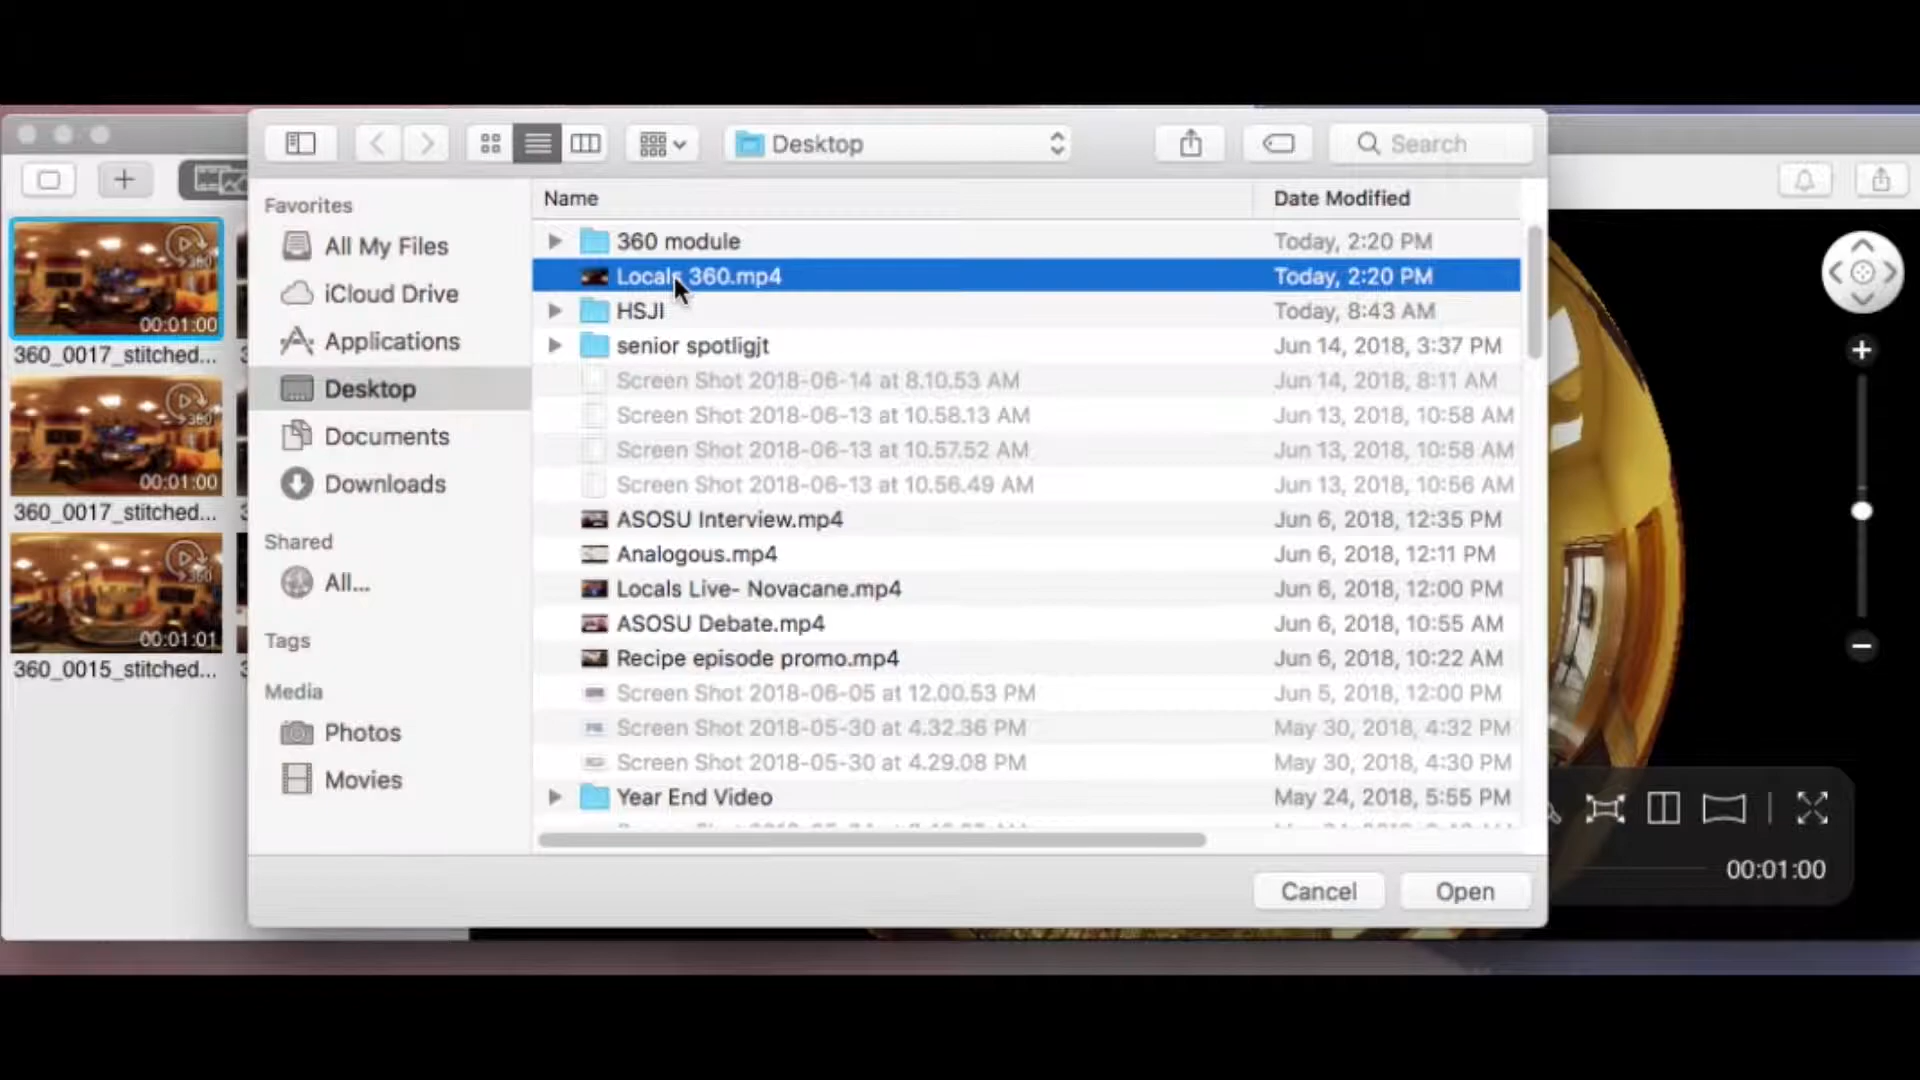 Desktop
Search
Favorites
All My Files
iCloud Drive
Applications
Desktop
Documents
Downloads
Shared
All...
Tags
Media
Photos
Movies
Name Date Modified
360 module Today, 2:20 PM
Locals 360.mp4 Today, 2:20 PM
HSJI Today, 8:43 AM
senior spotligjt Jun 14, 2018, 3:37 PM
Screen Shot 2018-06-14 at 8.10.53 AM Jun 14, 2018, 8:11 AM
Screen Shot 2018-06-13 at 10.58.13 AM Jun 13, 2018, 10:58 AM
Screen Shot 2018-06-13 at 10.57.52 AM Jun 13, 2018, 10:58 AM
Screen Shot 2018-06-13 at 10.56.49 AM Jun 13, 2018, 10:56 AM
ASOSU Interview.mp4 Jun 6, 2018, 12:35 PM
Analogous.mp4 Jun 6, 2018, 12:11 PM
Locals Live- Novacane.mp4 Jun 6, 2018, 12:00 PM
ASOSU Debate.mp4 Jun 6, 2018, 10:55 AM
Recipe episode promo.mp4 Jun 6, 2018, 10:22 AM
Screen Shot 2018-06-05 at 12.00.53 PM Jun 5, 2018, 12:00 PM
Screen Shot 2018-05-30 at 4.32.36 PM May 30, 2018, 4:32 PM
Screen Shot 2018-05-30 at 4.29.08 PM May 30, 2018, 4:30 PM
Year End Video May 24, 2018, 5:55 PM
Cancel
Open
360
00:01:00
360_0017_stitched...
360
00:01:00
360_0017_stitched...
360
00:01:01
360_0015_stitched...
00:01:00